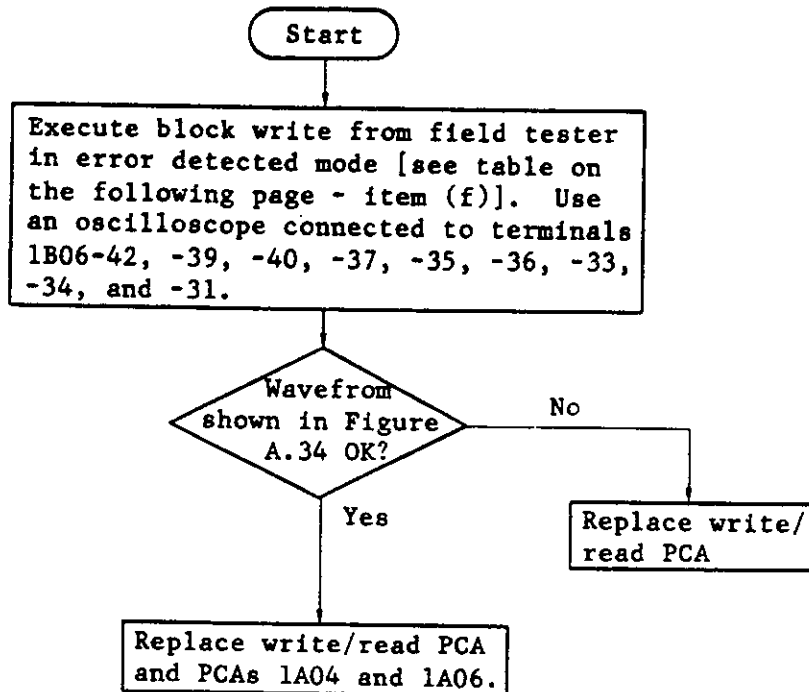 Start
Execute block write from field tester
in error detected mode [see table on
the following page - item (f)]. Use
an oscilloscope connected to terminals
1B06-42, -39, -40, -37, -35, -36, -33,
-34, and -31.
Wavefrom
shown in Figure
A.34 OK?
No
Yes
Replace write/
read PCA
Replace write/read PCA
and PCAs 1A04 and 1A06.